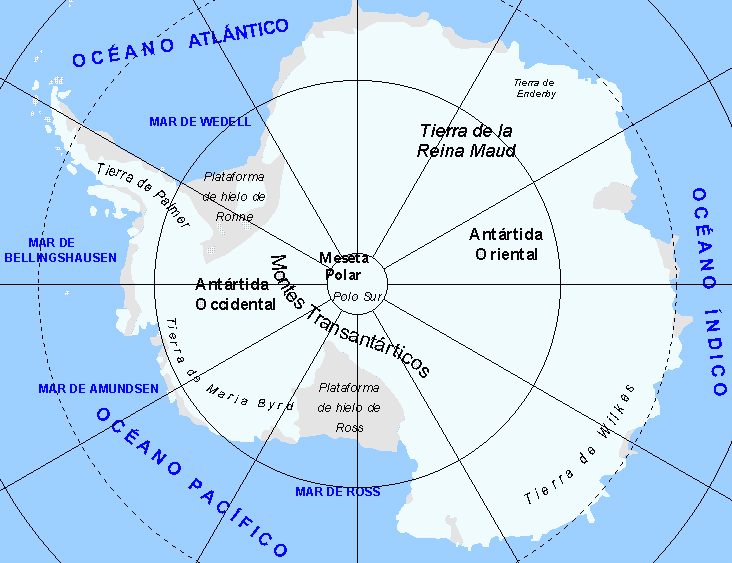 OCÉANO ATLÁNTICO
Tierra de
Enderby
MAR DE WEDELL
Tierra de la
Reina Maud
Tierra de Palmer
Plataforma
de hielo de
Ronne
OCÉANO ÍNDICO
MAR DE
BELLINGSHAUSEN
Antártida
Oriental
Meseta
Polar
Polo Sur
Antártida
Occidental
Montes Transantárticos
Tierra de Maria Byrd
MAR DE AMUNDSEN
Plataforma
de hielo de
Ross
Tierra de Wilkes
OCÉANO PACÍFICO
MAR DE ROSS